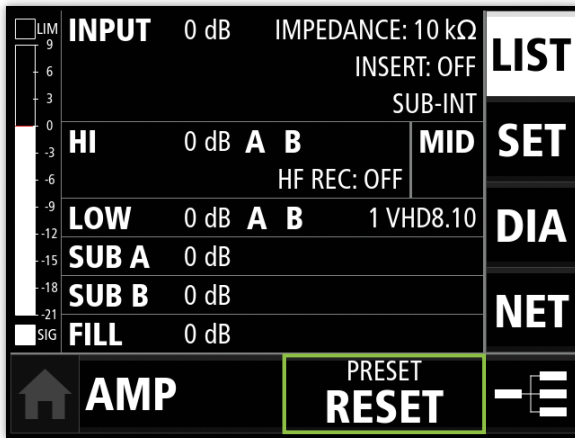 LIM
9
6
3
0
-3
-6
-9
-12
-15
-18
-21
SIG
INPUT 0 dB IMPEDANCE: 10 kΩ
INSERT: OFF
SUB-INT
HI 0 dB A B MID
HF REC: OFF
LOW 0 dB A B 1 VHD8.10
SUB A 0 dB
SUB B 0 dB
FILL 0 dB
LIST
SET
DIA
NET
AMP
PRESET
RESET